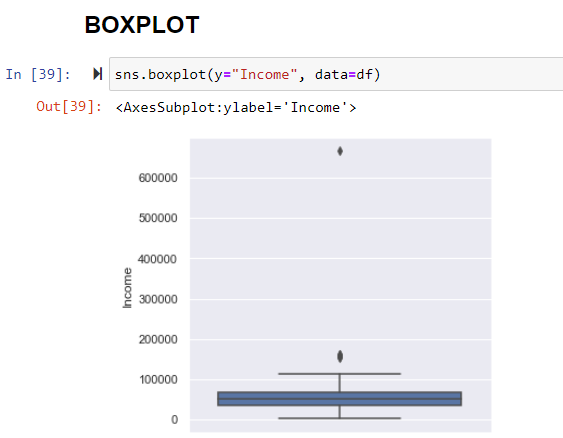 BOXPLOT
In [39]: sns.boxplot(y="Income", data=df)
Out[39]: <AxesSubplot:ylabel='Income'>
600000
500000
400000
300000
200000
100000
0
Income